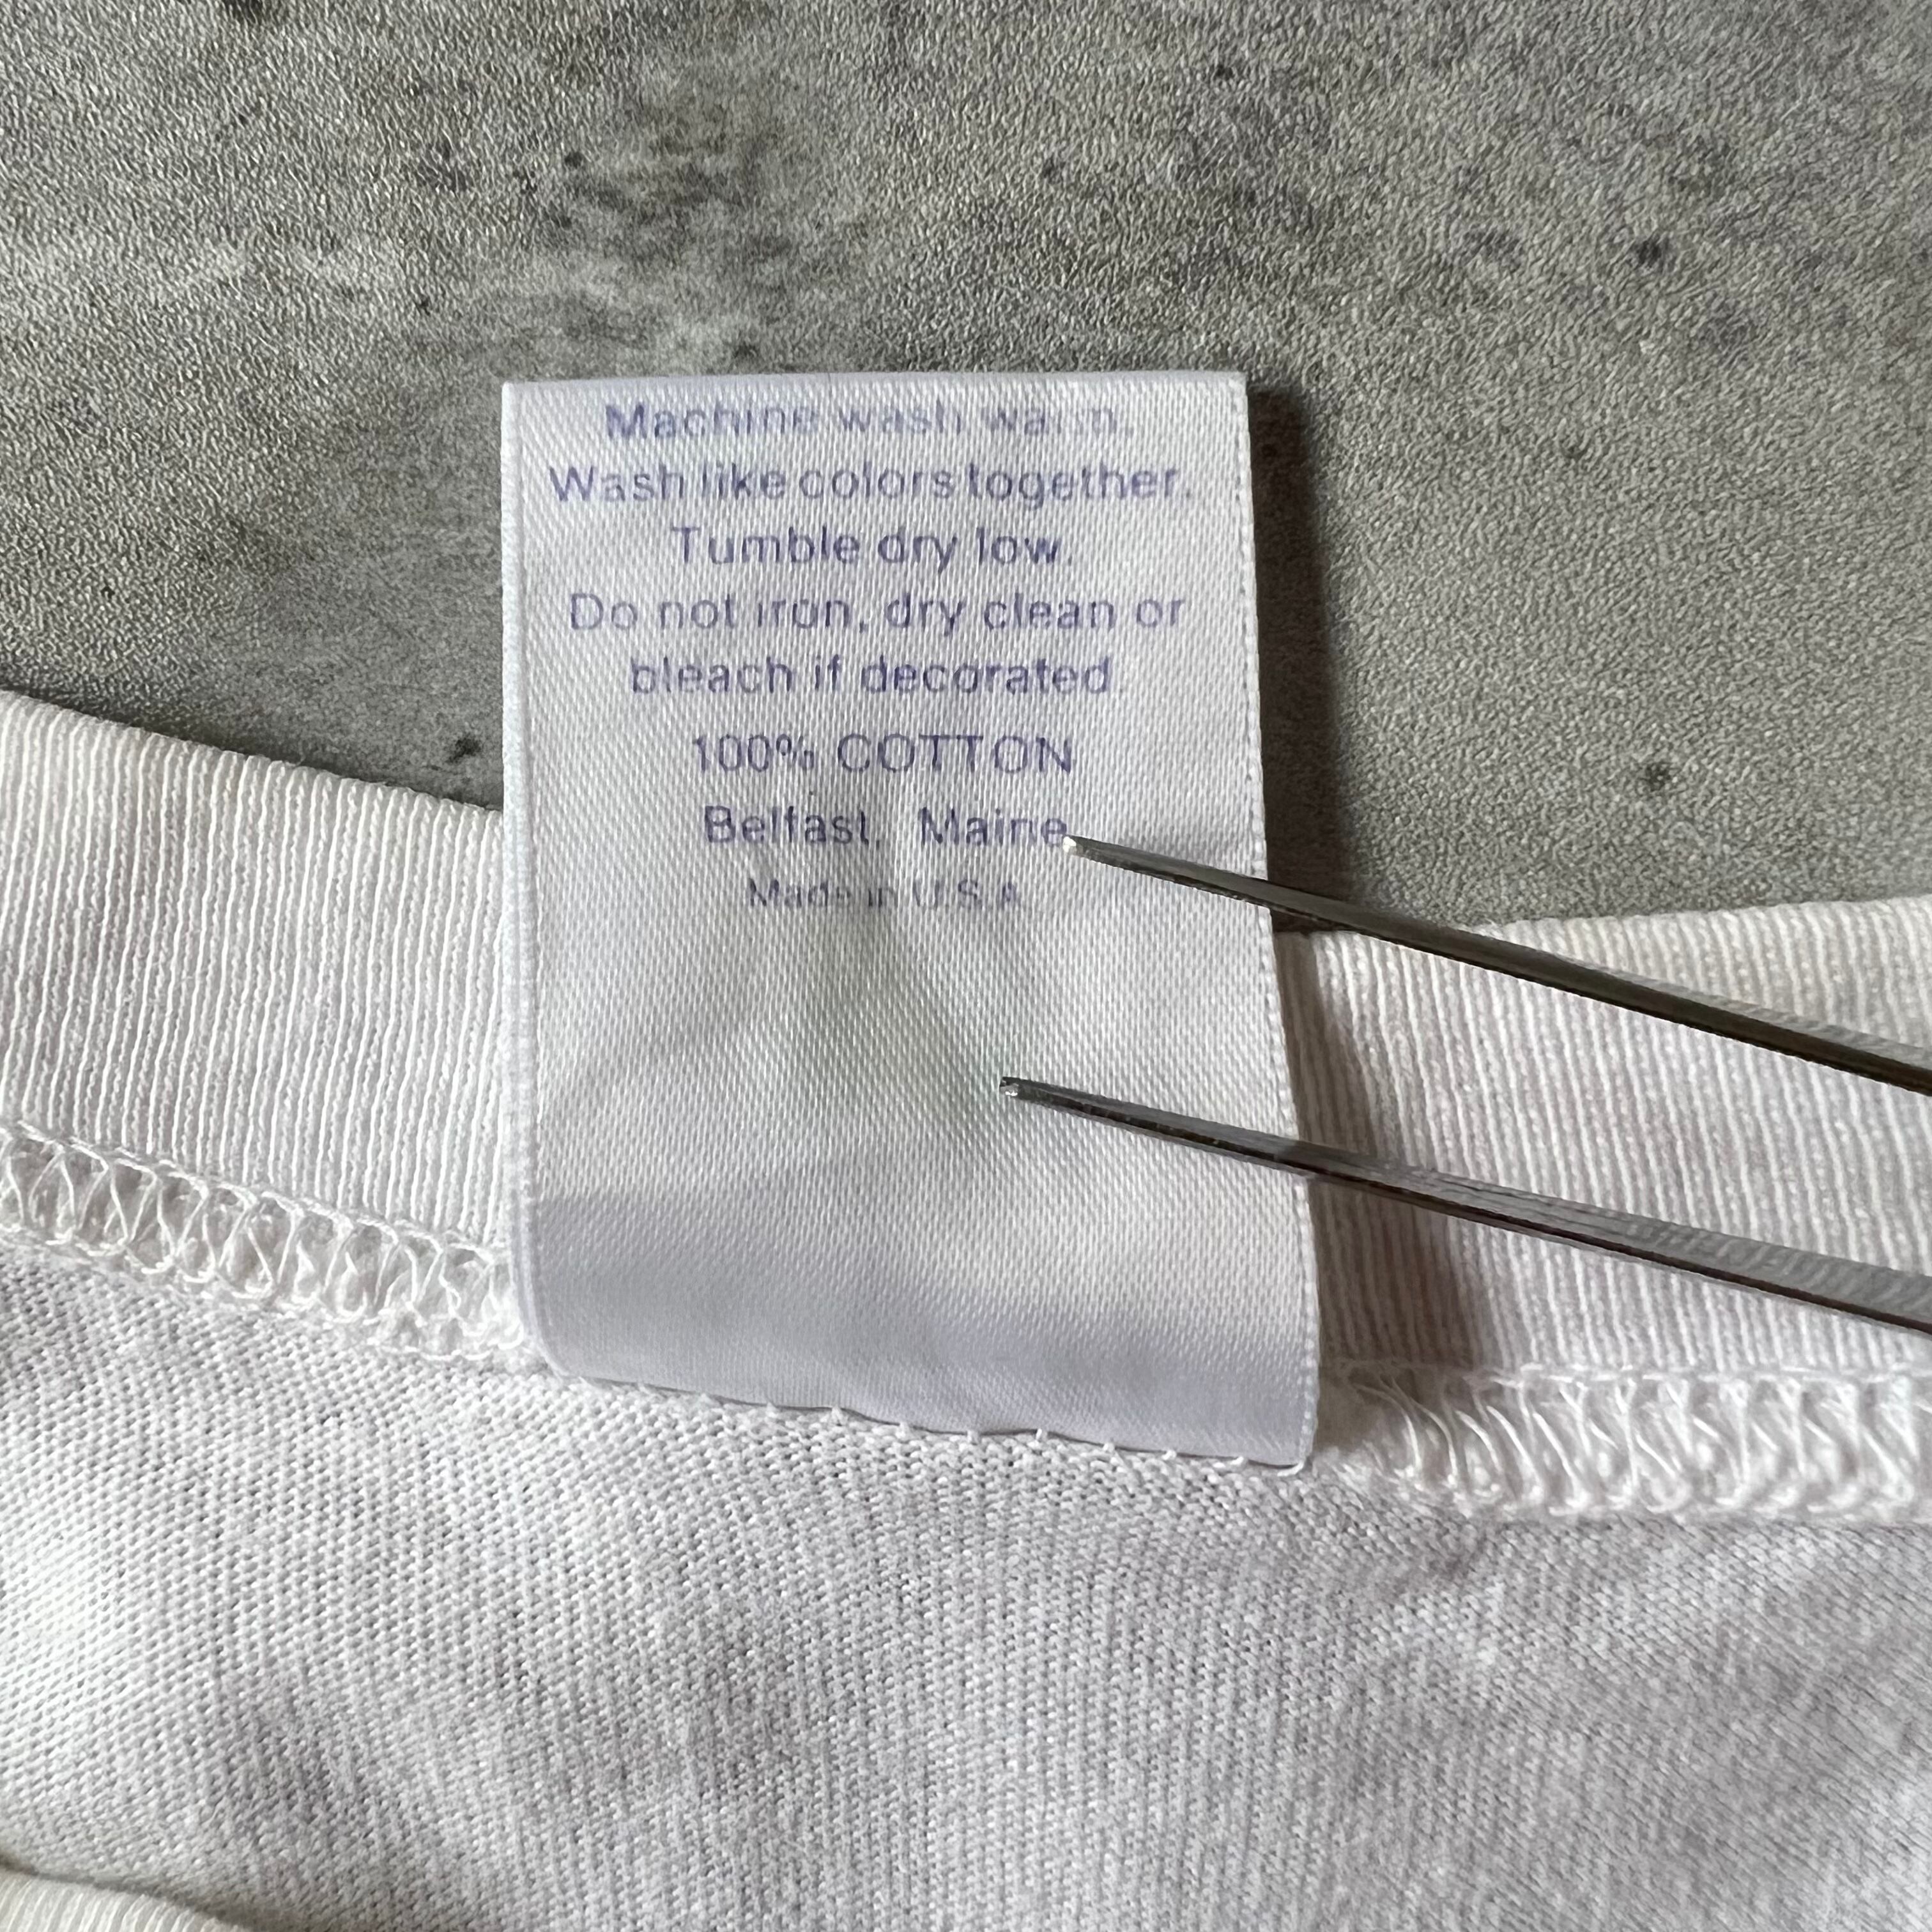 Machine wash warm.
Wash like colors together.
Tumble dry low.
Do not iron, dry clean or
bleach if decorated
100% COTTON
Belfast, Maine
Made in U.S.A